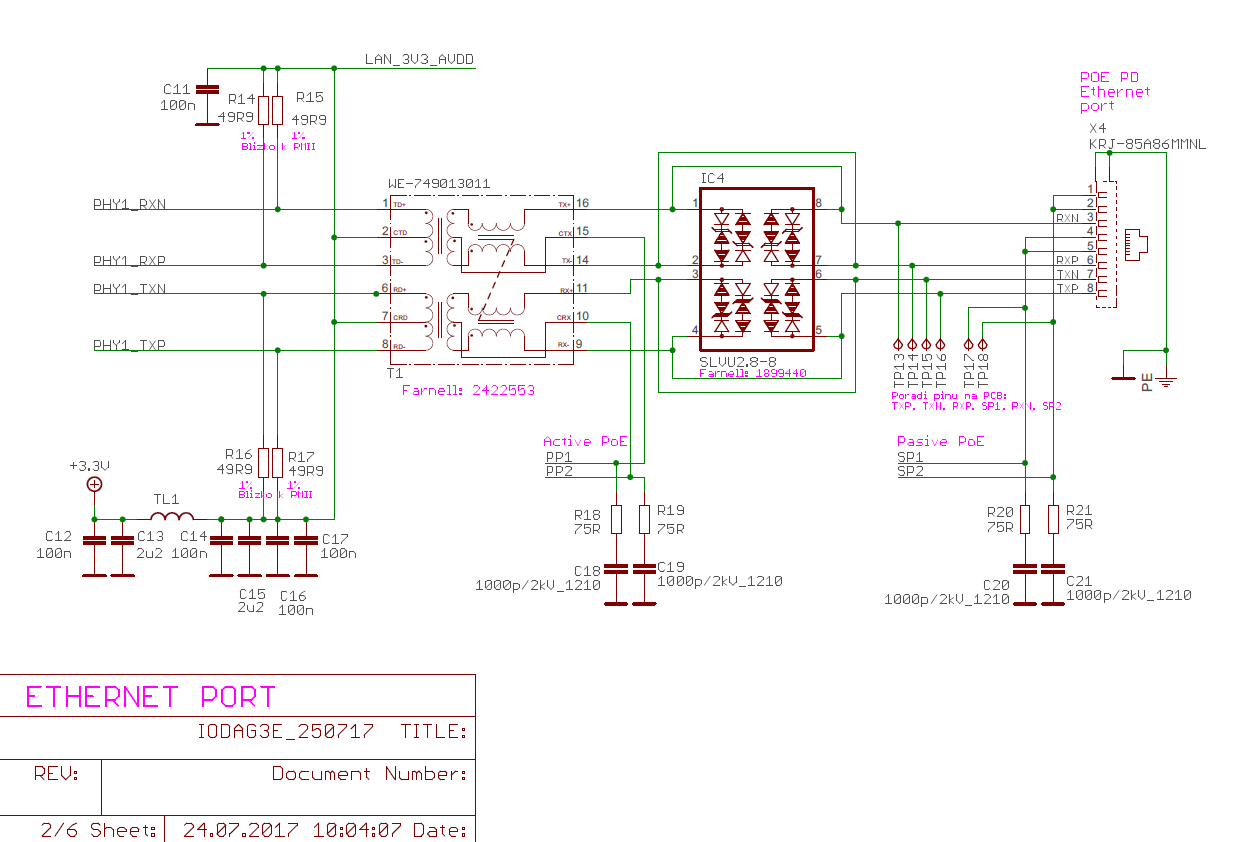 LAN_3V3_AVDD
C11
100n
R14
49R9
R15
49R9
1%
1%
Blizko k PMII
POE PD
Ethernet
port
X4
KRJ-85A86MMNL
WE-749013011
IC4
PHY1_RXN
PHY1_RXP
PHY1_TXN
PHY1_TXP
1 TD+ TX+ 16
2 CTD CTX 15
3 TD- TX- 14
6 RD+ RX+ 11
7 CRD CRX 10
8 RD- RX- 9
T1
Farnell: 2422553
1 8
2 7
3 6
4 5
SLVU2.8-8
Farnell: 1899440
1
2
RXN 3
4
5
RXP 6
TXN 7
TXP 8
TP13
TP14
TP15
TP16
TP17
TP18
PE
Poradi pinu na PCB:
TXP, TXN, RXP, SP1, RXN, SP2
Active PoE
PP1
PP2
Pasive PoE
SP1
SP2
R16
49R9
R17
49R9
1%
1%
Blizko k PMII
+3.3V
TL1
C12
100n
C13
2u2
C14
100n
C17
100n
C15
2u2
C16
100n
R18
75R
R19
75R
C18
1000p/2kV_1210
C19
1000p/2kV_1210
R20
75R
R21
75R
C20
1000p/2kV_1210
C21
1000p/2kV_1210
ETHERNET PORT
IODAG3E_250717 TITLE:
REV:
Document Number:
2/6 Sheet:
24.07.2017 10:04:07 Date: